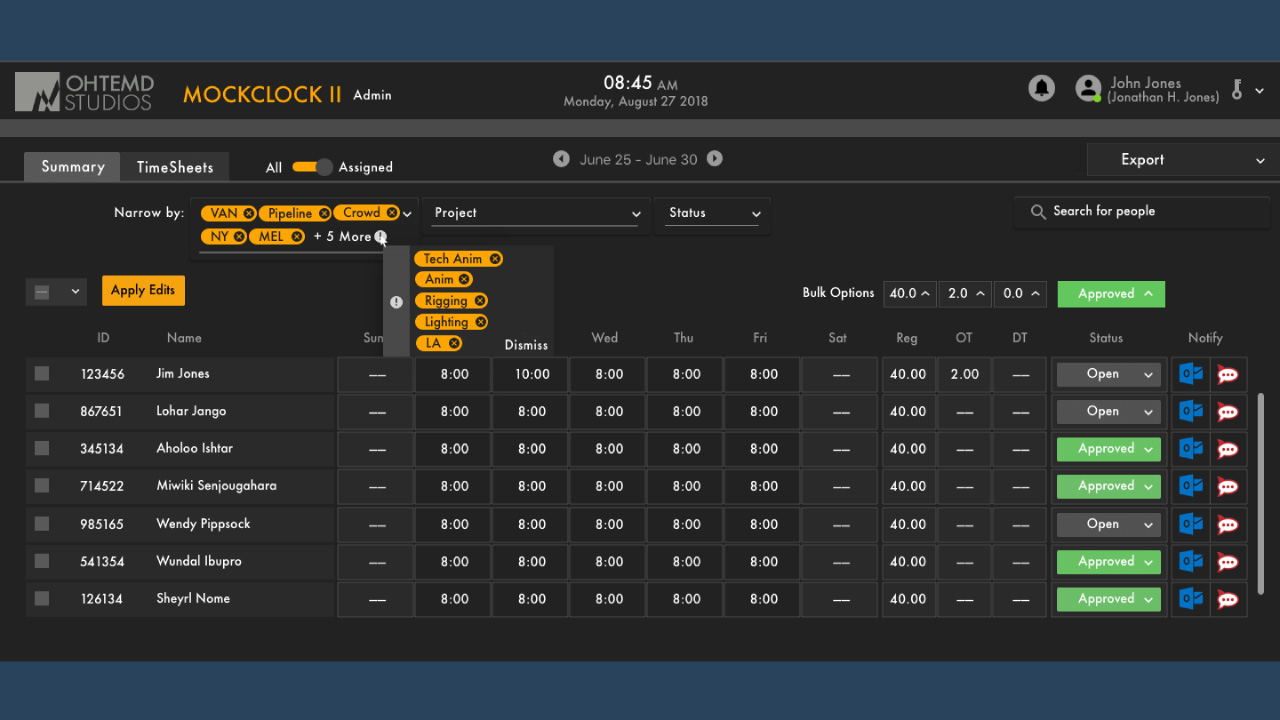 OHTEMD STUDIOS
MOCKCLOCK II Admin
08:45 AM
Monday, August 27 2018
John Jones
(Jonathan H. Jones)
Summary TimeSheets All Assigned
June 25 - June 30
Export
Narrow by: VAN Pipeline Crowd Project Status Search for people
NY MEL + 5 More
Tech Anim
Anim
Rigging
Lighting
LA Dismiss
Apply Edits Bulk Options 40.0 2.0 0.0 Approved
ID Name Sun Wed Thu Fri Sat Reg OT DT Status Notify
123456 Jim Jones — 8:00 10:00 8:00 8:00 8:00 — 40.00 2.00 — Open
867651 Lohar Jango — 8:00 8:00 8:00 8:00 8:00 — 40.00 — — Open
345134 Aholoo Ishtar — 8:00 8:00 8:00 8:00 8:00 — 40.00 — — Approved
714522 Miwiki Senjougahara — 8:00 8:00 8:00 8:00 8:00 — 40.00 — — Approved
985165 Wendy Pippsock — 8:00 8:00 8:00 8:00 8:00 — 40.00 — — Open
541354 Wundal Ibupro — 8:00 8:00 8:00 8:00 8:00 — 40.00 — — Approved
126134 Sheyrl Nome — 8:00 8:00 8:00 8:00 8:00 — 40.00 — — Approved